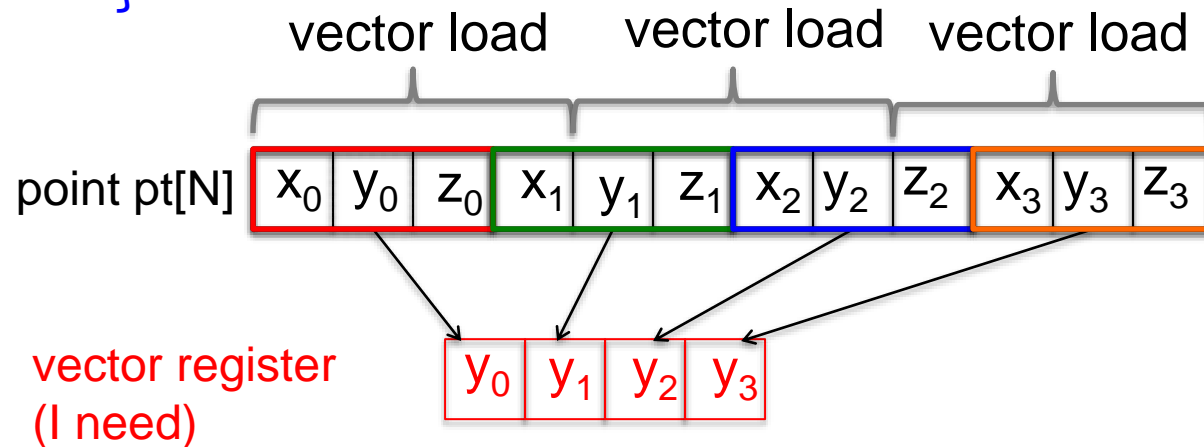 }
vector load vector load vector load
point pt[N] x₀ y₀ z₀ x₁ y₁ z₁ x₂ y₂ z₂ x₃ y₃ z₃
vector register y₀ y₁ y₂ y₃
(I need)